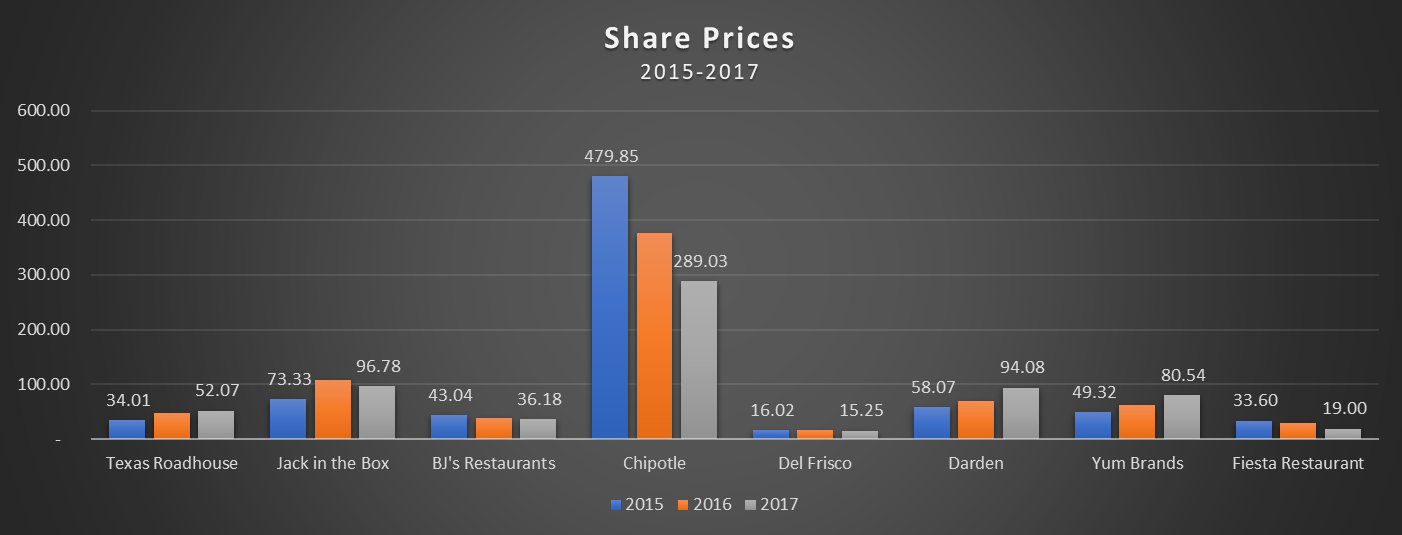 Share Prices
2015-2017
600.00
500.00
400.00
300.00
200.00
100.00
-
34.01
52.07
73.33
96.78
43.04
36.18
479.85
289.03
16.02
15.25
58.07
94.08
49.32
80.54
33.60
19.00
Texas Roadhouse
Jack in the Box
BJ's Restaurants
Chipotle
Del Frisco
Darden
Yum Brands
Fiesta Restaurant
2015 2016 2017